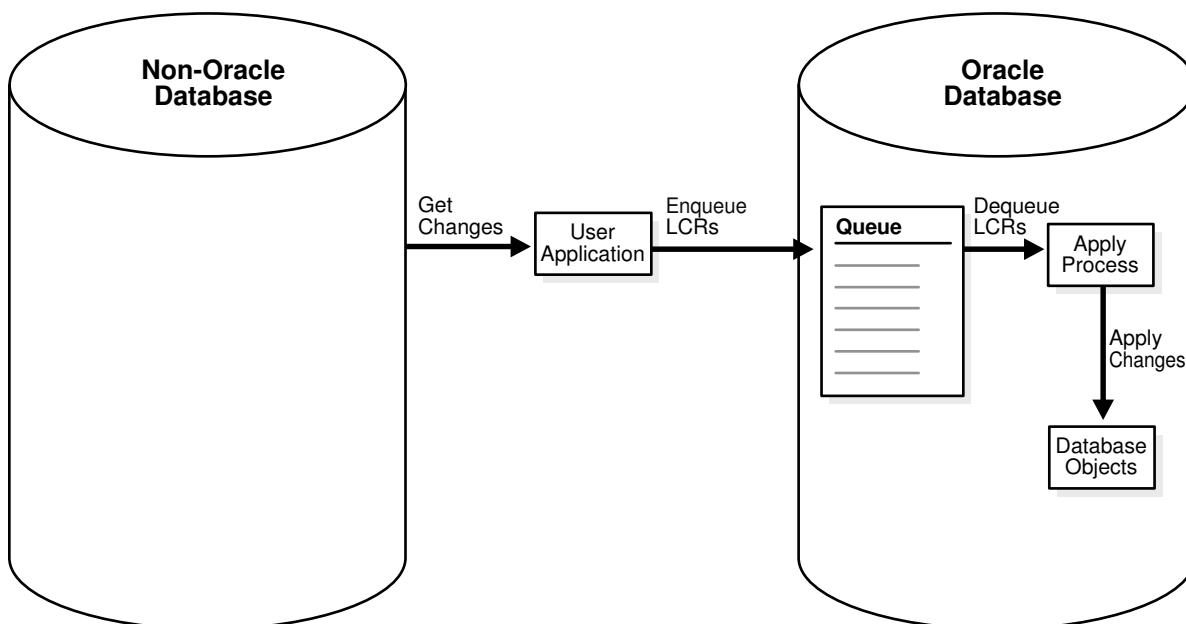 Non-Oracle
Database
Oracle
Database
Get
Changes
User
Application
Enqueue
LCRs
Queue
Dequeue
LCRs
Apply
Process
Apply
Changes
Database
Objects